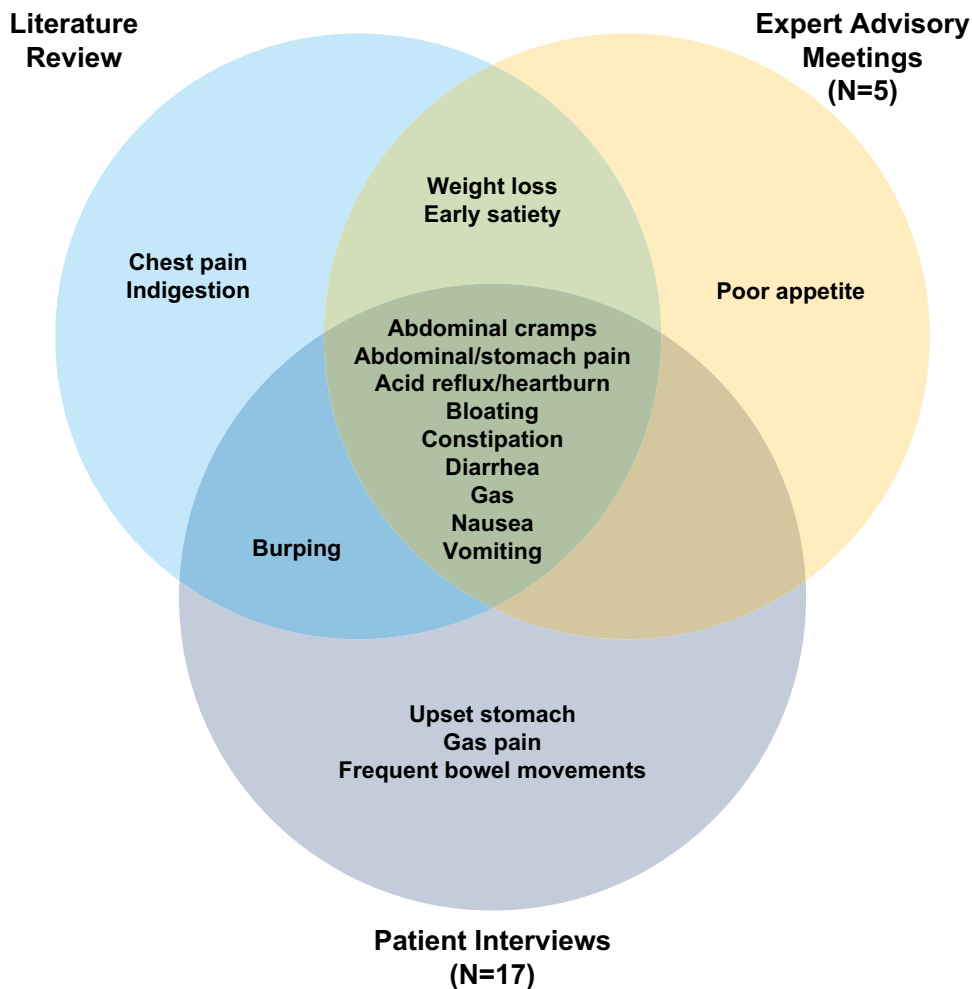 Literature
Review
Expert Advisory
Meetings
(N=5)
Weight loss
Early satiety
Chest pain
Indigestion
Poor appetite
Abdominal cramps
Abdominal/stomach pain
Acid reflux/heartburn
Bloating
Constipation
Diarrhea
Gas
Nausea
Vomiting
Burping
Upset stomach
Gas pain
Frequent bowel movements
Patient Interviews
(N=17)